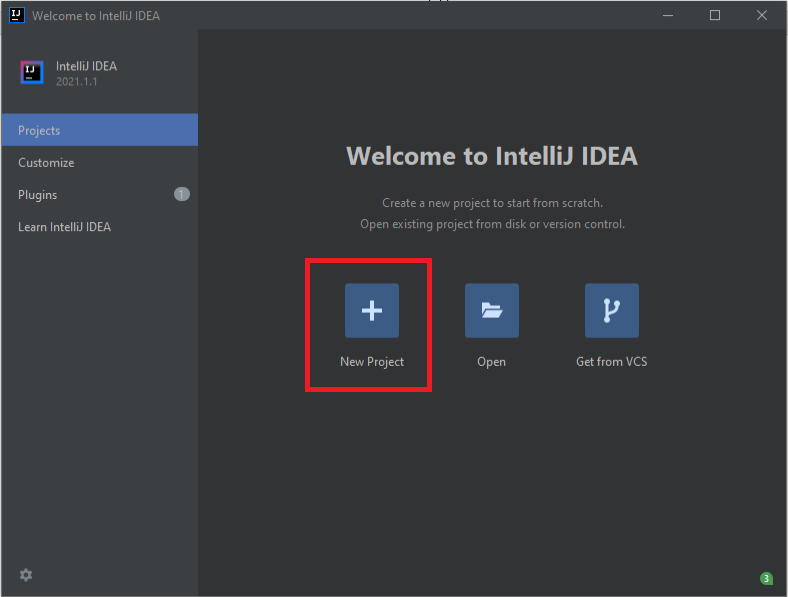 IJ Welcome to IntelliJ IDEA
IJ
IntelliJ IDEA
2021.1.1
Projects
Customize
Plugins 1
Learn IntelliJ IDEA
Welcome to IntelliJ IDEA
Create a new project to start from scratch.
Open existing project from disk or version control.
New Project
Open
Get from VCS
3